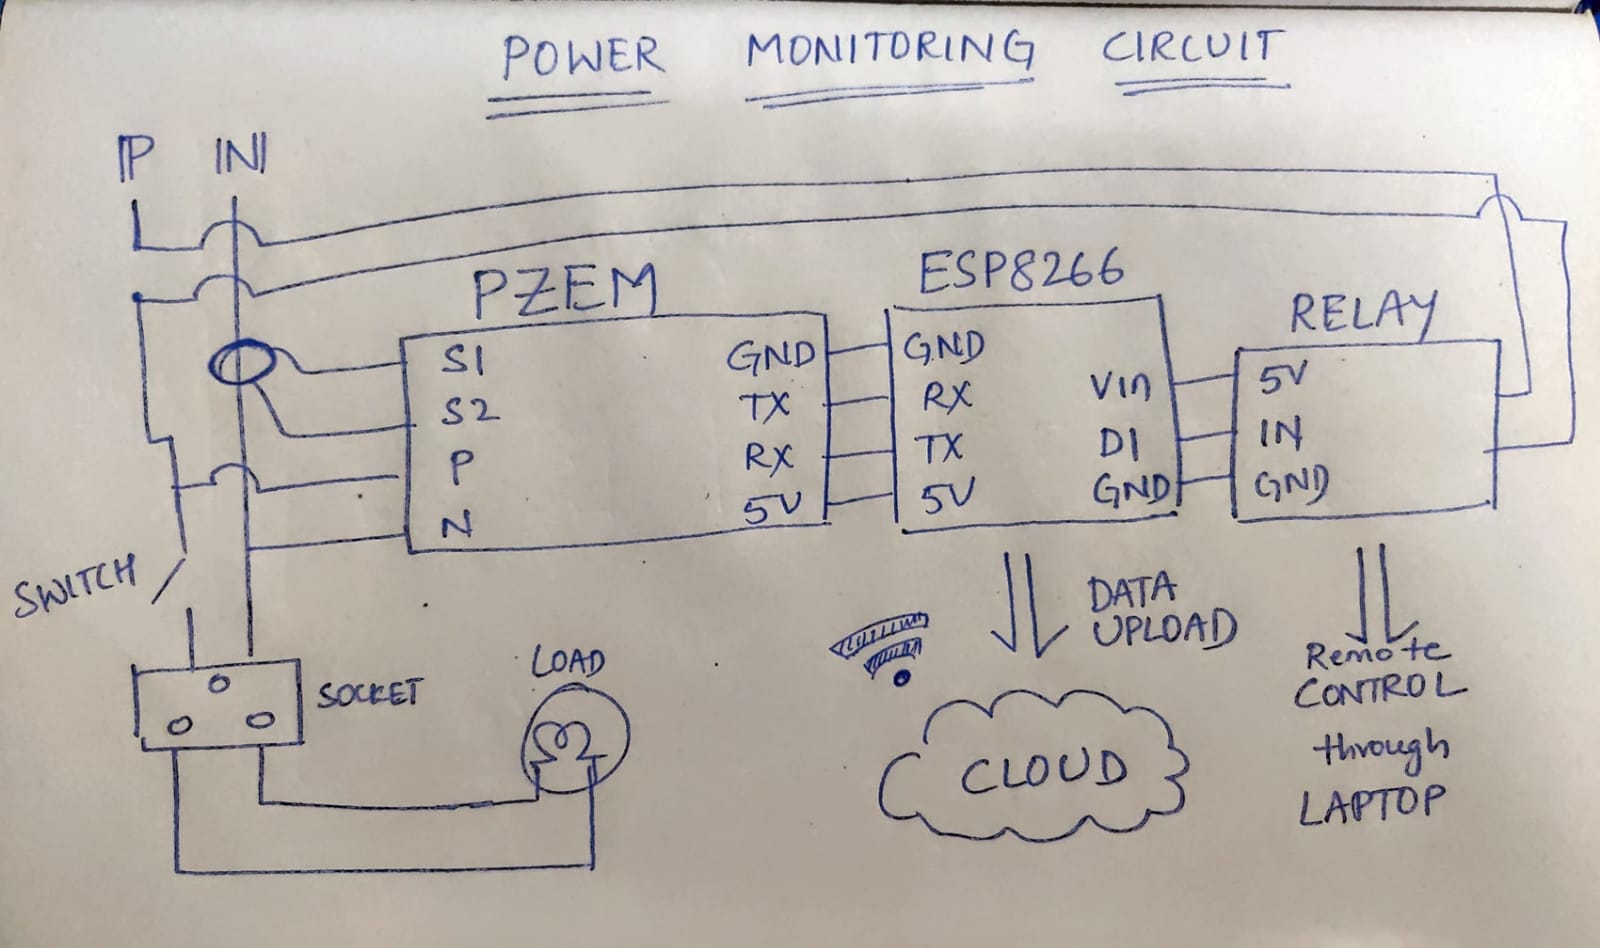 POWER MONITORING CIRCUIT
P N
PZEM
S1
S2
P
N
GND
TX
RX
5V
ESP8266
GND
RX
TX
5V
Vin
D1
GND
RELAY
5V
IN
GND
SWITCH
SOCKET
LOAD
DATA
UPLOAD
CLOUD
Remote
CONTROL
through
LAPTOP